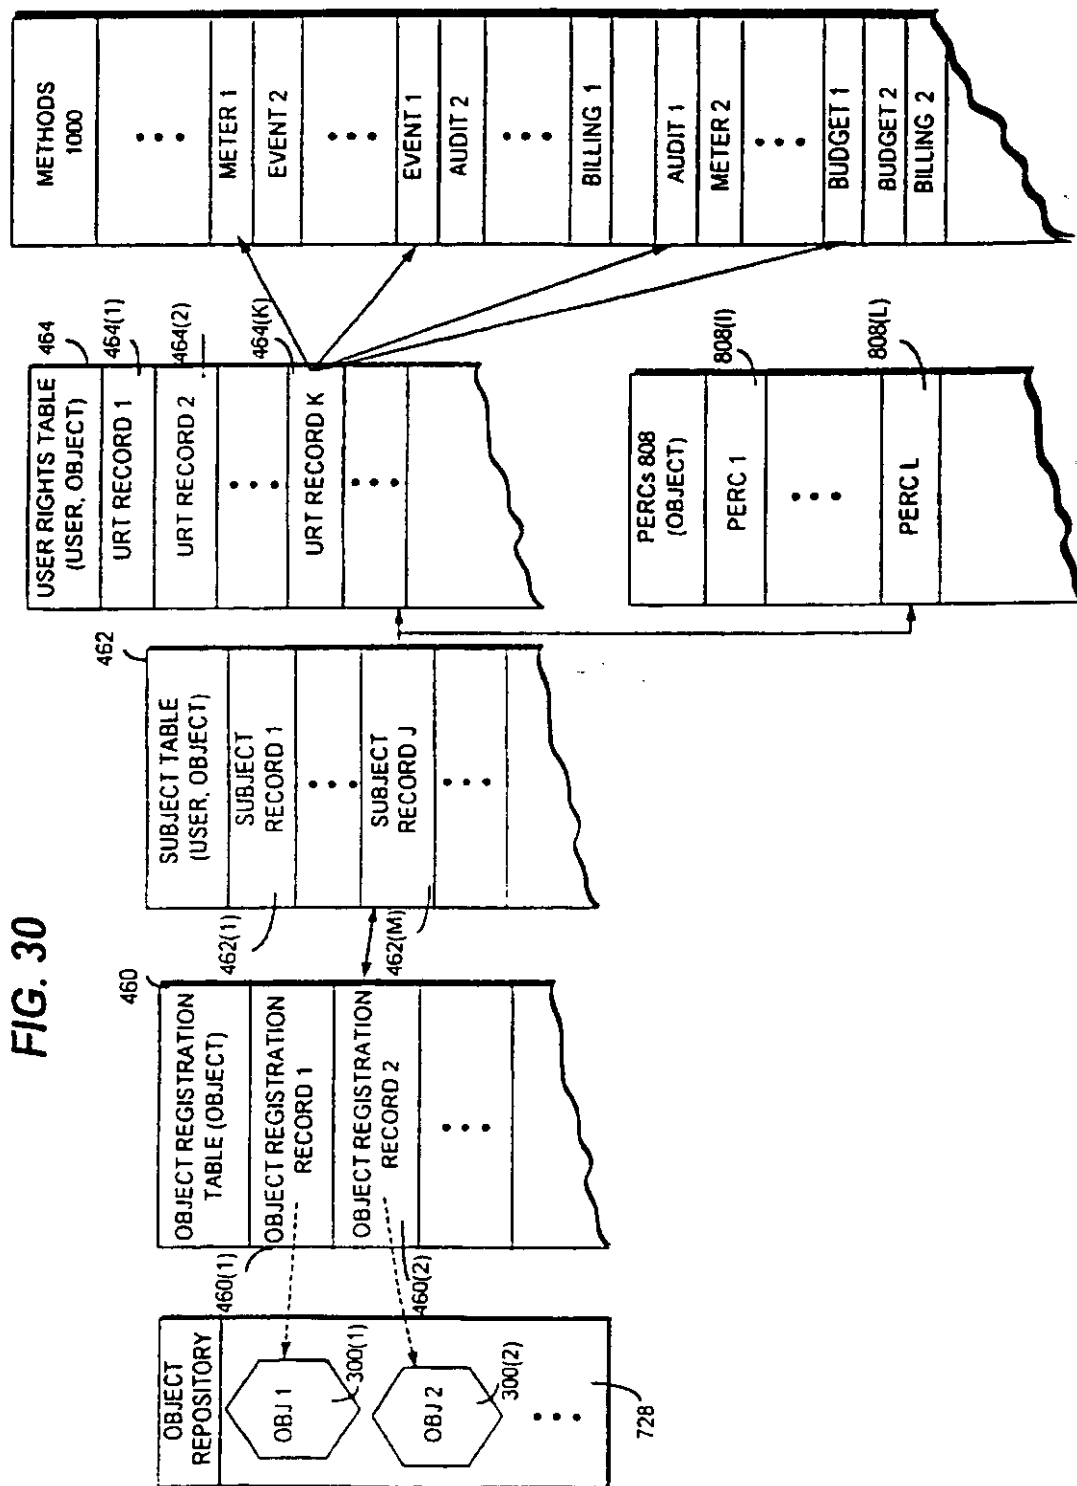 FIG. 30
OBJECT
REPOSITORY
OBJ 1
300(1)
OBJ 2
300(2)
728
460
OBJECT REGISTRATION
TABLE (OBJECT)
OBJECT REGISTRATION
RECORD 1
460(1)
OBJECT REGISTRATION
RECORD 2
460(2)
462
SUBJECT TABLE
(USER, OBJECT)
SUBJECT
RECORD 1
462(1)
SUBJECT
RECORD J
462(M)
464
USER RIGHTS TABLE
(USER, OBJECT)
URT RECORD 1
464(1)
URT RECORD 2
464(2)
URT RECORD K
464(K)
PERCs 808
(OBJECT)
PERC 1
808(I)
PERC L
808(L)
METHODS
1000
METER 1
EVENT 2
EVENT 1
AUDIT 2
BILLING 1
AUDIT 1
METER 2
BUDGET 1
BUDGET 2
BILLING 2